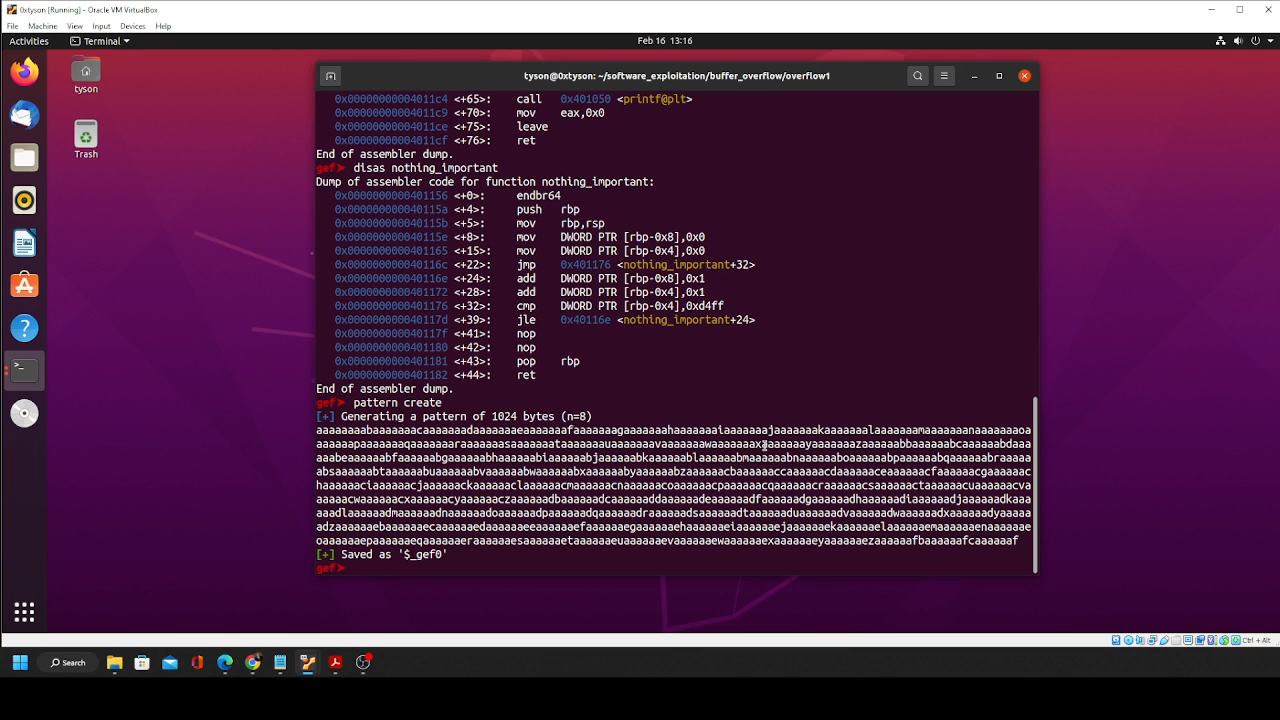 0xtyson [Running] - Oracle VM VirtualBox
File Machine View Input Devices Help
Activities
Terminal
Feb 16 13:16
tyson
Trash
tyson@0xtyson: ~/software_exploitation/buffer_overflow/overflow1
0x00000000004011c4 <+65>: call 0x401050 <printf@plt>
0x00000000004011c9 <+70>: mov eax,0x0
0x00000000004011ce <+75>: leave
0x00000000004011cf <+76>: ret
End of assembler dump.
gef➤ disas nothing_important
Dump of assembler code for function nothing_important:
0x0000000000401156 <+0>: endbr64
0x000000000040115a <+4>: push rbp
0x000000000040115b <+5>: mov rbp,rsp
0x000000000040115e <+8>: mov DWORD PTR [rbp-0x8],0x0
0x0000000000401165 <+15>: mov DWORD PTR [rbp-0x4],0x0
0x000000000040116c <+22>: jmp 0x401176 <nothing_important+32>
0x000000000040116e <+24>: add DWORD PTR [rbp-0x8],0x1
0x0000000000401172 <+28>: add DWORD PTR [rbp-0x4],0x1
0x0000000000401176 <+32>: cmp DWORD PTR [rbp-0x4],0xd4ff
0x000000000040117d <+39>: jle 0x40116e <nothing_important+24>
0x000000000040117f <+41>: nop
0x0000000000401180 <+42>: nop
0x0000000000401181 <+43>: pop rbp
0x0000000000401182 <+44>: ret
End of assembler dump.
gef➤ pattern create
[+] Generating a pattern of 1024 bytes (n=8)
[+] Saved as '$_gef0'
gef➤
Ctrl + Alt
Search